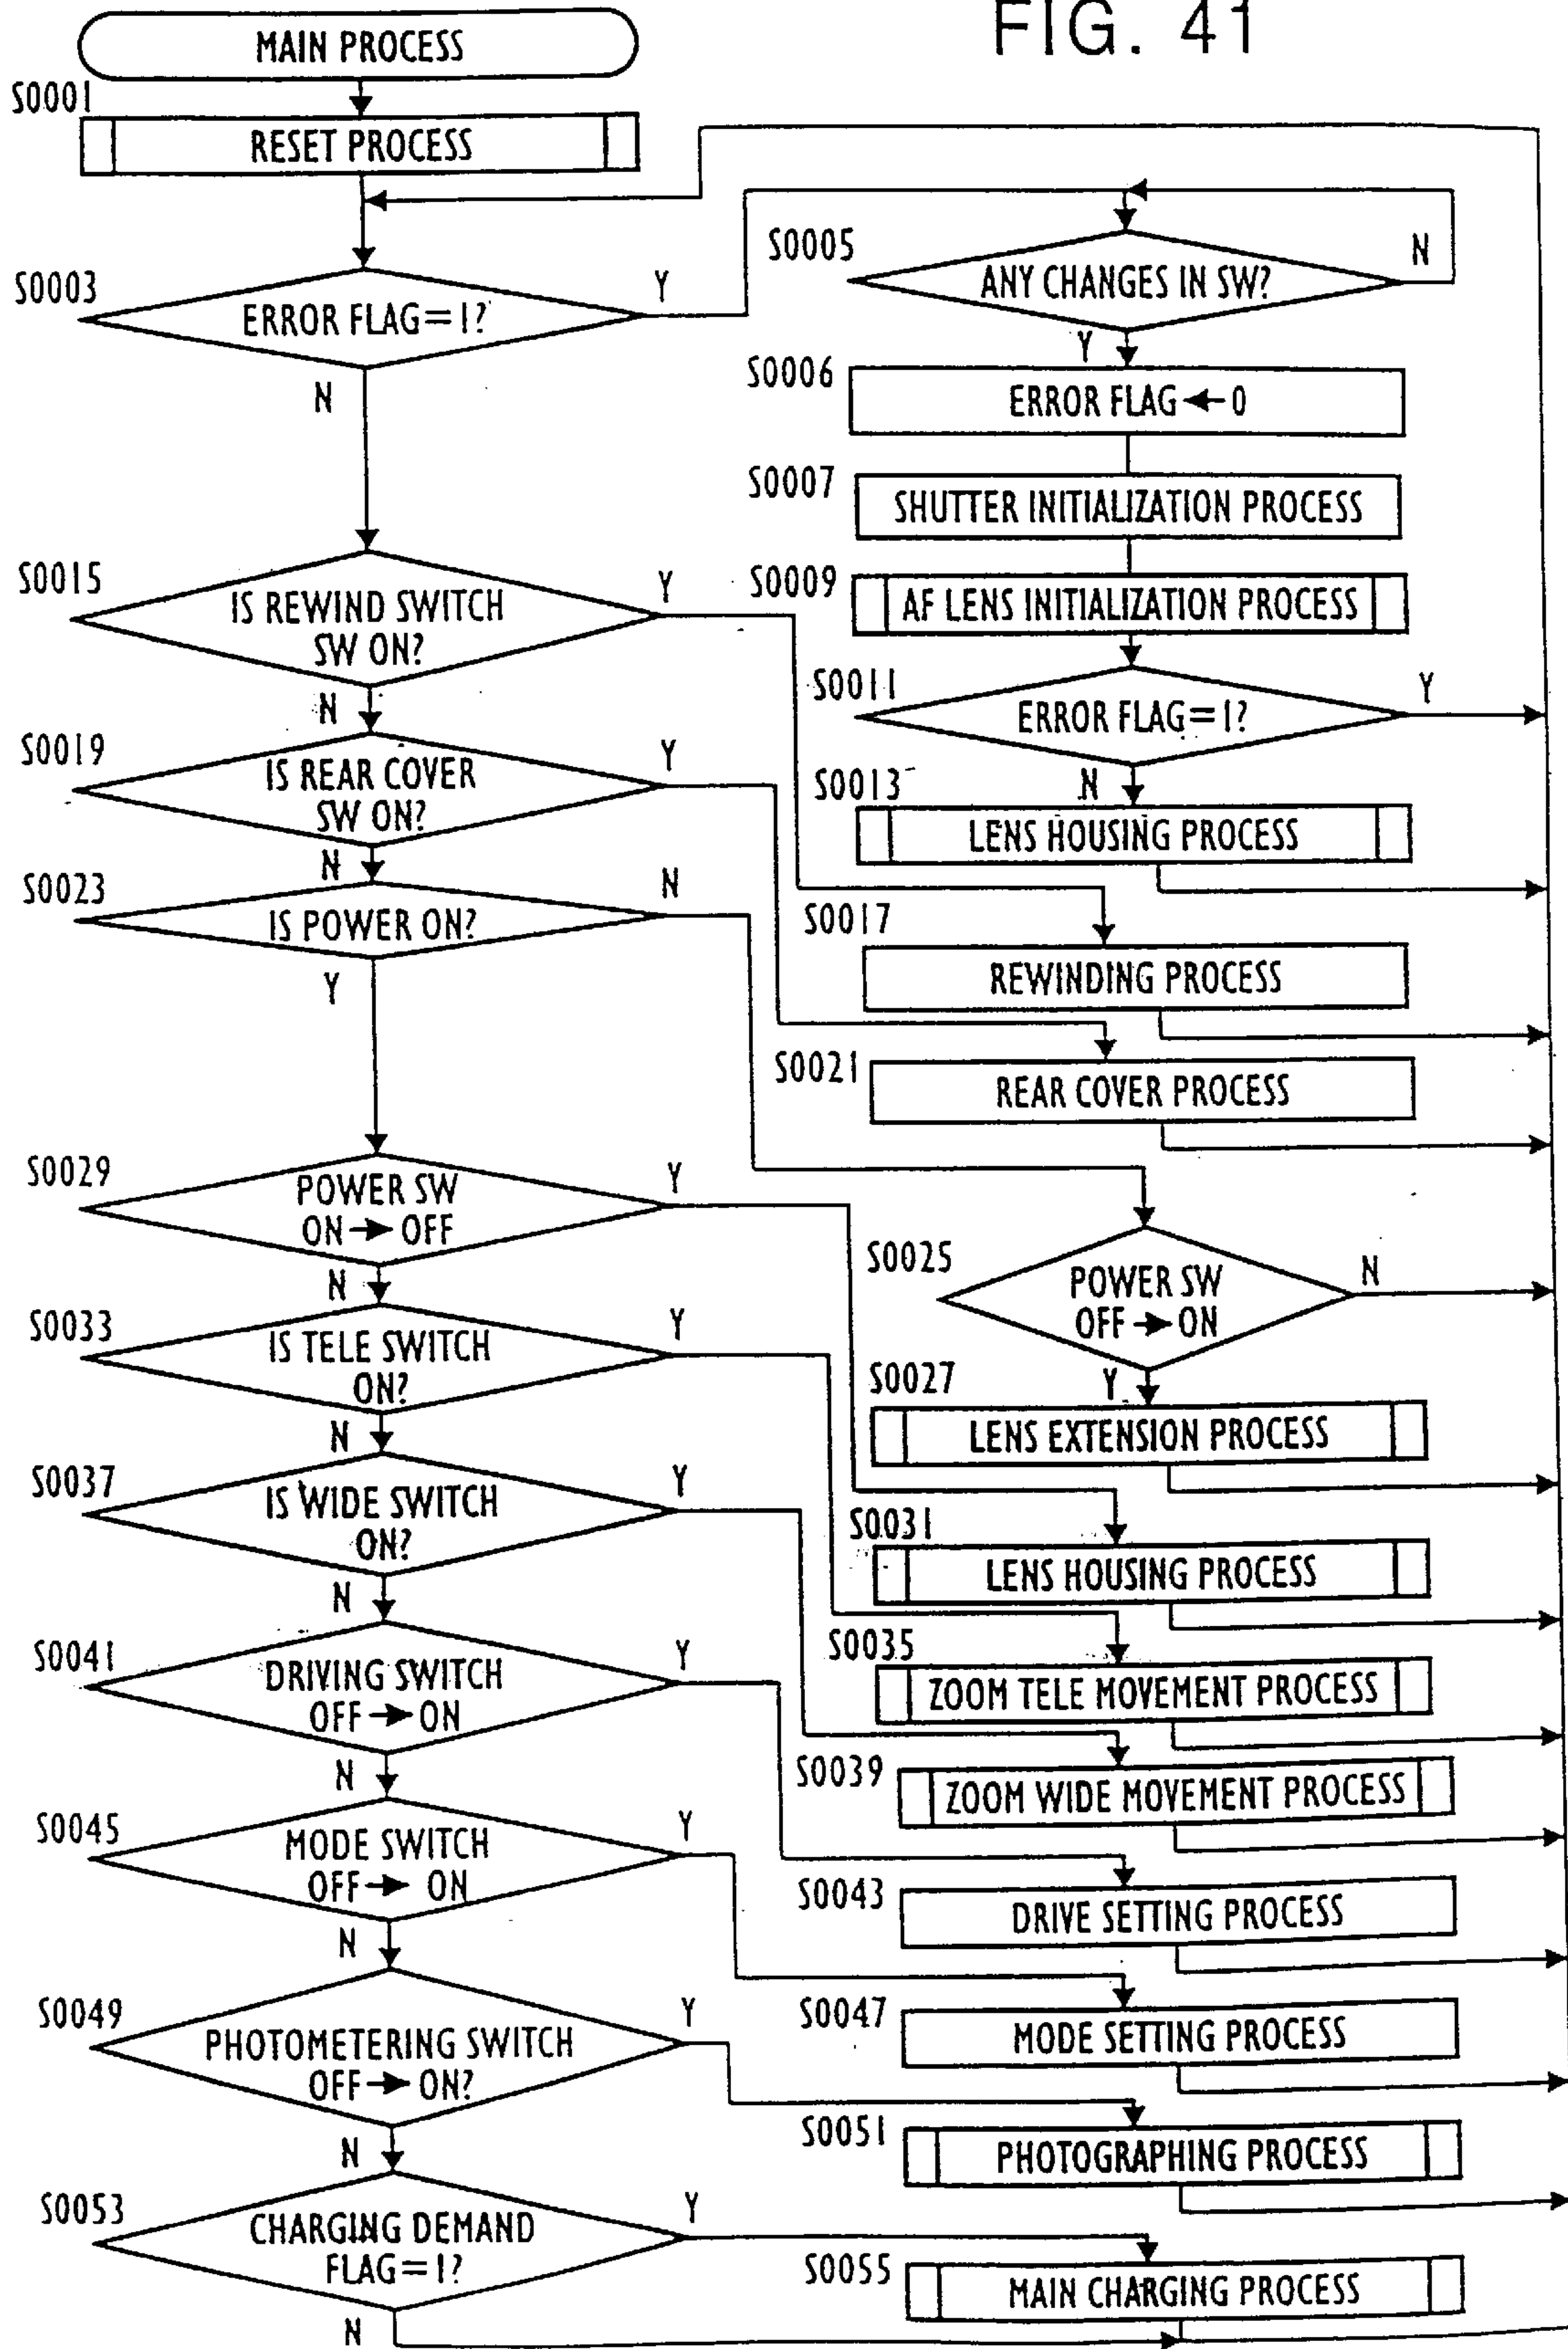 FIG. 41
MAIN PROCESS
S0001
RESET PROCESS
S0003
ERROR FLAG=1?
Y
N
S0005
ANY CHANGES IN SW?
N
Y
S0006
ERROR FLAG←0
S0007
SHUTTER INITIALIZATION PROCESS
S0009
AF LENS INITIALIZATION PROCESS
S0011
ERROR FLAG=1?
Y
N
S0013
LENS HOUSING PROCESS
S0015
IS REWIND SWITCH
SW ON?
Y
N
S0017
REWINDING PROCESS
S0019
IS REAR COVER
SW ON?
Y
N
S0021
REAR COVER PROCESS
S0023
IS POWER ON?
N
Y
S0025
POWER SW
OFF→ON
N
Y
S0027
LENS EXTENSION PROCESS
S0029
POWER SW
ON→OFF
Y
N
S0031
LENS HOUSING PROCESS
S0033
IS TELE SWITCH
ON?
Y
N
S0035
ZOOM TELE MOVEMENT PROCESS
S0037
IS WIDE SWITCH
ON?
Y
N
S0039
ZOOM WIDE MOVEMENT PROCESS
S0041
DRIVING SWITCH
OFF→ON
Y
N
S0043
DRIVE SETTING PROCESS
S0045
MODE SWITCH
OFF→ ON
Y
N
S0047
MODE SETTING PROCESS
S0049
PHOTOMETERING SWITCH
OFF→ON?
Y
N
S0051
PHOTOGRAPHING PROCESS
S0053
CHARGING DEMAND
FLAG=1?
Y
N
S0055
MAIN CHARGING PROCESS